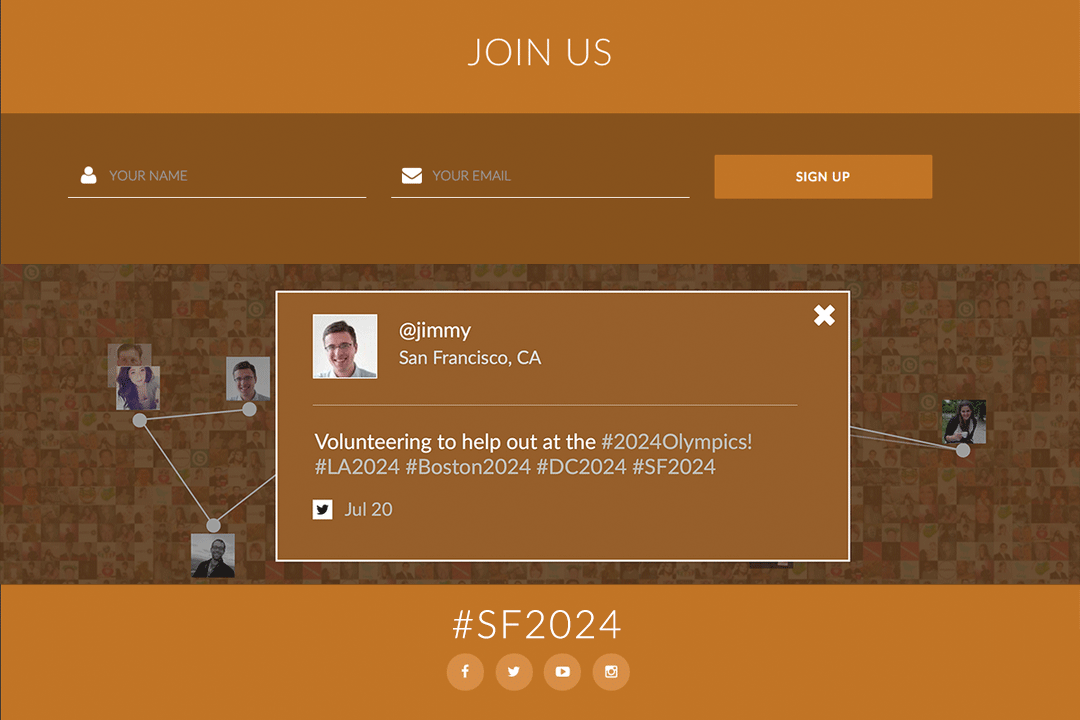 JOIN US
YOUR NAME
YOUR EMAIL
SIGN UP
@jimmy
San Francisco, CA
Volunteering to help out at the #2024Olympics!
#LA2024 #Boston2024 #DC2024 #SF2024
Jul 20
#SF2024